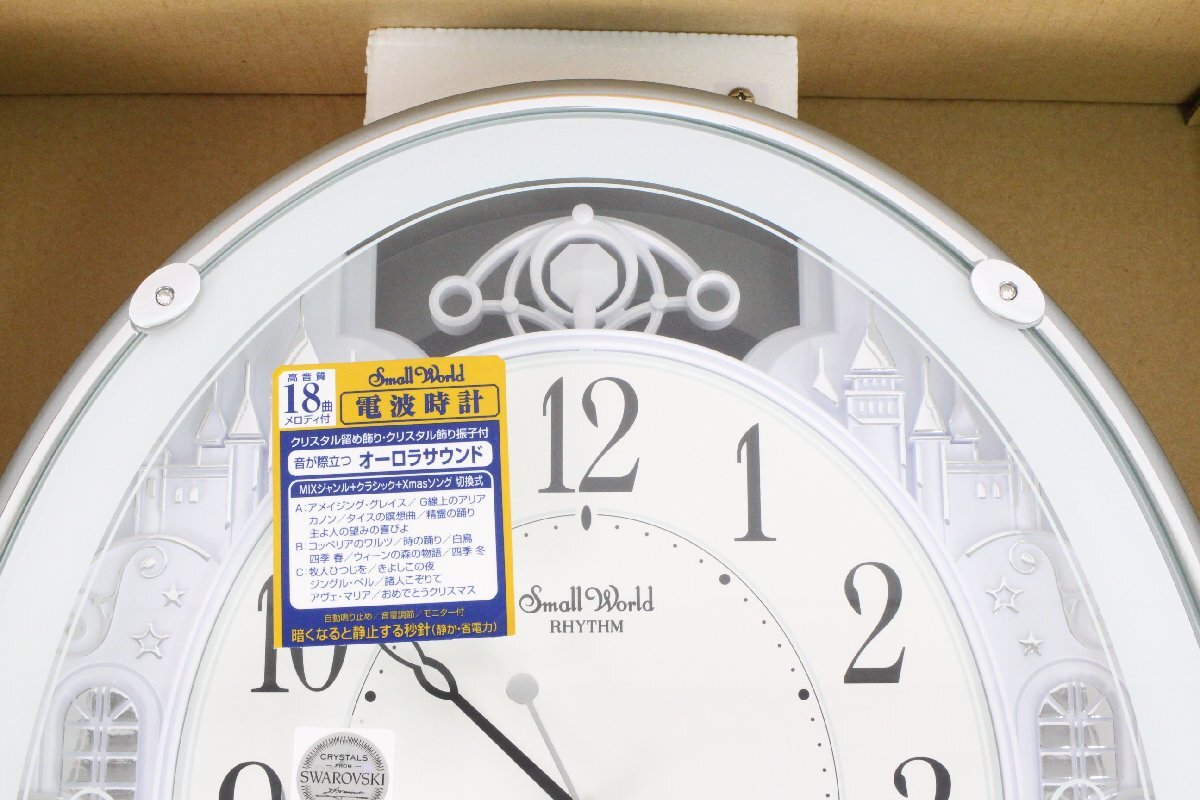 高音質
18曲
メロディ付
Small World
電波時計
クリスタル留め飾り・クリスタル飾り振子付
音が際立つ オーロラサウンド
MIXジャンル+クラシック+Xmasソング 切換式
A:アメイジング・グレイス/G線上のアリア
カノン/タイスの瞑想曲/精霊の踊り
主よ人の望みの喜びよ
B:コッペリアのワルツ/時の踊り/白鳥
四季 春/ウィーンの森の物語/四季 冬
C:牧人ひつじを/きよしこの夜
ジングル・ベル/諸人こぞりて
アヴェ・マリア/おめでとうクリスマス
自動鳴り止め/音量調節/モニター付
暗くなると静止する秒針(静か・省電力)
12
1
2
3
9
10
Small World
RHYTHM
CRYSTALS
FROM
SWAROVSKI